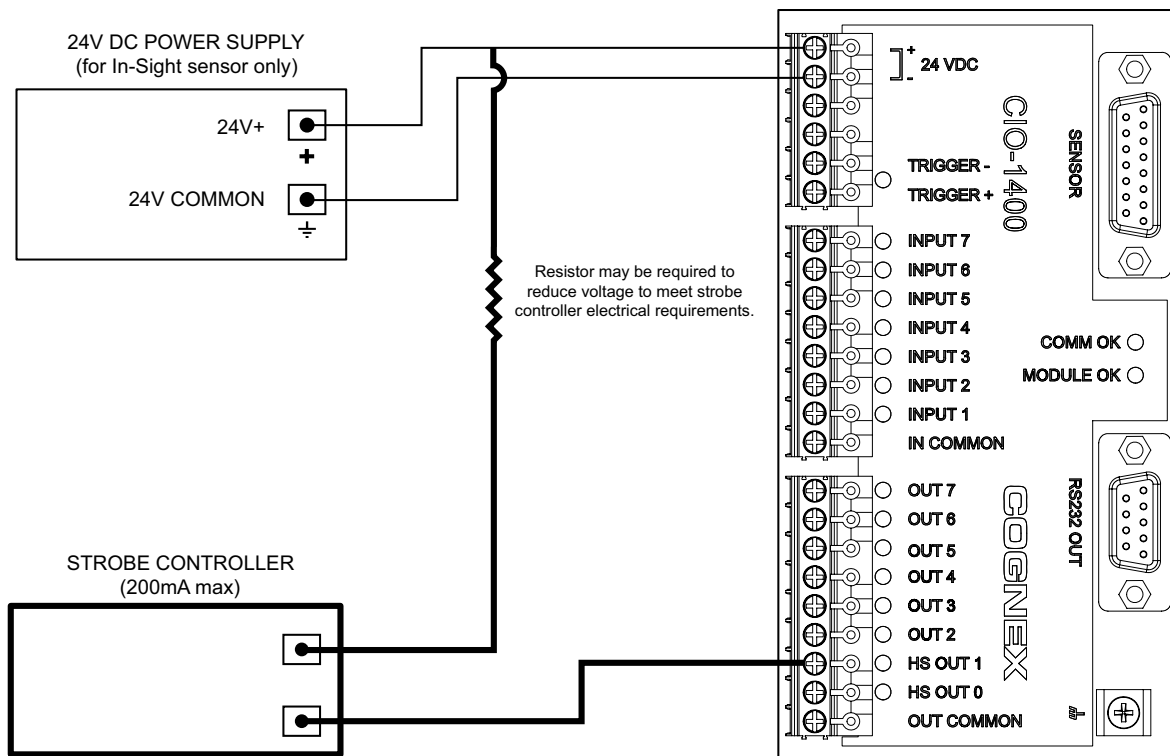 24V DC POWER SUPPLY
(for In-Sight sensor only)
24V+
+
24V COMMON
Resistor may be required to
reduce voltage to meet strobe
controller electrical requirements.
STROBE CONTROLLER
(200mA max)
+
24 VDC
-
TRIGGER -
TRIGGER +
CIO-1400
SENSOR
INPUT 7
INPUT 6
INPUT 5
INPUT 4
INPUT 3
INPUT 2
INPUT 1
IN COMMON
COMM OK
MODULE OK
OUT 7
OUT 6
OUT 5
OUT 4
OUT 3
OUT 2
HS OUT 1
HS OUT 0
OUT COMMON
COGNEX
RS232 OUT